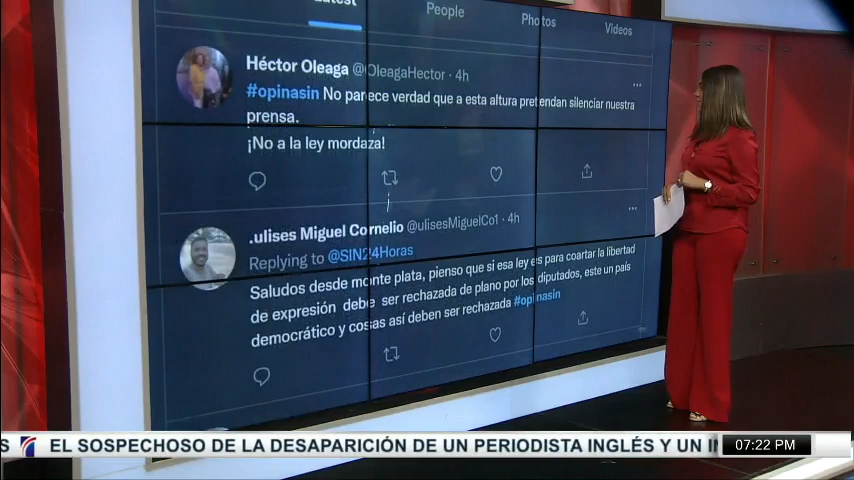 Latest People Photos Videos
Héctor Oleaga @OleagaHector · 4h
#opinasin No parece verdad que a esta altura pretendan silenciar nuestra
prensa.
¡No a la ley mordaza!
.ulises Miguel Cornelio @ulisesMiguelCo1 · 4h
Replying to @SIN24Horas
Saludos desde monte plata, pienso que si esa ley es para coartar la libertad
de expresión debe ser rechazada de plano por los diputados, este un país
democrático y cosas así deben ser rechazada #opinasin
S EL SOSPECHOSO DE LA DESAPARICIÓN DE UN PERIODISTA INGLÉS Y UN 07:22 PM